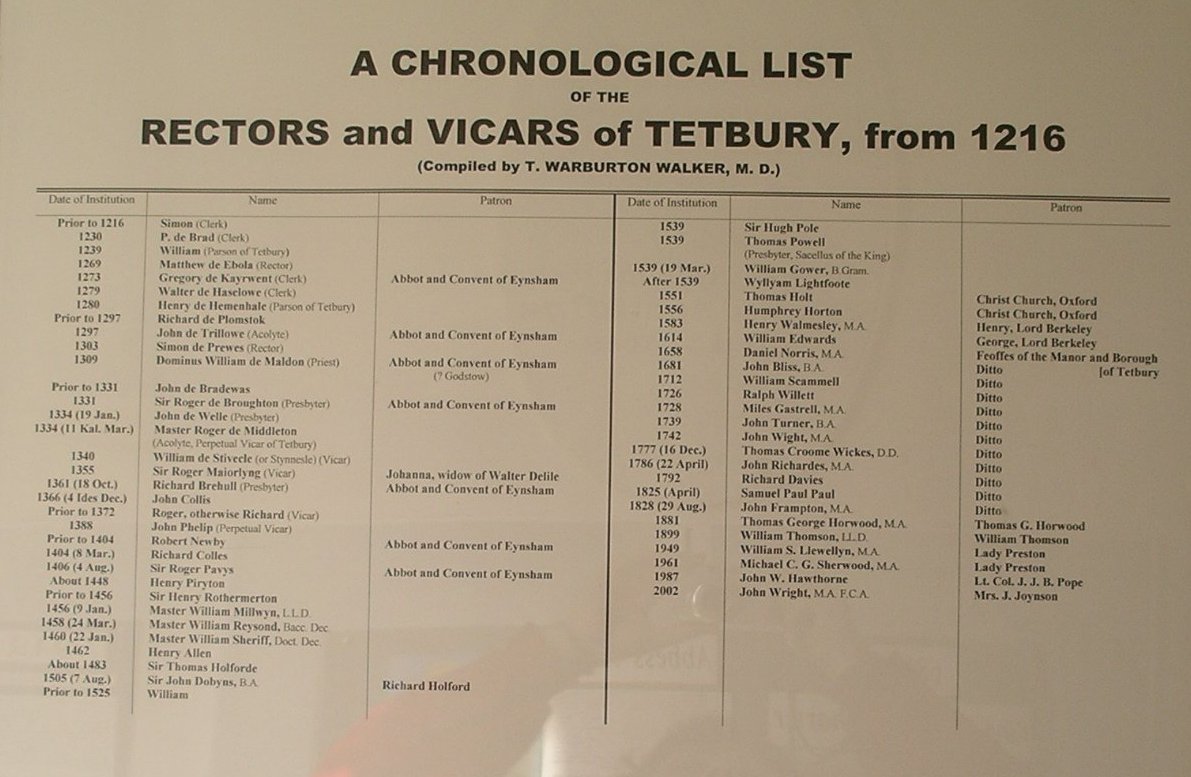 A CHRONOLOGICAL LIST
OF THE
RECTORS and VICARS of TETBURY, from 1216
(Compiled by T. WARBURTON WALKER, M. D.)
Date of Institution Name Patron
Prior to 1216 Simon (Clerk)
1230 P. de Brad (Clerk)
1239 William (Parson of Tetbury)
1269 Matthew de Ebola (Rector)
1273 Gregory de Kayrwent (Clerk) Abbot and Convent of Eynsham
1279 Walter de Haselowe (Clerk)
1280 Henry de Hemenhale (Parson of Tetbury)
Prior to 1297 Richard de Plomstok
1297 John de Trillowe (Acolyte) Abbot and Convent of Eynsham
1303 Simon de Prewes (Rector)
1309 Dominus William de Maldon (Priest) Abbot and Convent of Eynsham
(? Godstow)
Prior to 1331 John de Bradewas
1331 Sir Roger de Broughton (Presbyter) Abbot and Convent of Eynsham
1334 (19 Jan.) John de Welle (Presbyter)
1334 (11 Kal. Mar.) Master Roger de Middleton
(Acolyte, Perpetual Vicar of Tetbury)
1340 William de Stivecle (or Stynnesle) (Vicar)
1355 Sir Roger Maiorlyng (Vicar) Johanna, widow of Walter Delile
1361 (18 Oct.) Richard Brehull (Presbyter) Abbot and Convent of Eynsham
1366 (4 Ides Dec.) John Collis
Prior to 1372 Roger, otherwise Richard (Vicar)
1388 John Phelip (Perpetual Vicar)
Prior to 1404 Robert Newby Abbot and Convent of Eynsham
1404 (8 Mar.) Richard Colles
1406 (4 Aug.) Sir Roger Pavys Abbot and Convent of Eynsham
About 1448 Henry Piryton
Prior to 1456 Sir Henry Rothermerton
1456 (9 Jan.) Master William Millwyn, L.L.D.
1458 (24 Mar.) Master William Reysond, Bacc. Dec.
1460 (22 Jan.) Master William Sheriff, Doct. Dec.
1462 Henry Allen
About 1483 Sir Thomas Holforde
1505 (7 Aug.) Sir John Dobyns, B.A. Richard Holford
Prior to 1525 William
Date of Institution Name Patron
1539 Sir Hugh Pole
1539 Thomas Powell
(Presbyter, Sacellus of the King)
1539 (19 Mar.) William Gower, B.Gram.
After 1539 Wyllyam Lightfoote
1551 Thomas Holt Christ Church, Oxford
1556 Humphrey Horton Christ Church, Oxford
1583 Henry Walmesley, M.A. Henry, Lord Berkeley
1614 William Edwards George, Lord Berkeley
1658 Daniel Norris, M.A. Feoffes of the Manor and Borough
1681 John Bliss, B.A. Ditto [of Tetbury
1712 William Scammell Ditto
1726 Ralph Willett Ditto
1728 Miles Gastrell, M.A. Ditto
1739 John Turner, B.A. Ditto
1742 John Wight, M.A. Ditto
1777 (16 Dec.) Thomas Croome Wickes, D.D. Ditto
1786 (22 April) John Richardes, M.A. Ditto
1792 Richard Davies Ditto
1825 (April) Samuel Paul Paul Ditto
1828 (29 Aug.) John Frampton, M.A. Ditto
1881 Thomas George Horwood, M.A. Thomas G. Horwood
1899 William Thomson, LL.D. William Thomson
1949 William S. Llewellyn, M.A. Lady Preston
1961 Michael C. G. Sherwood, M.A. Lady Preston
1987 John W. Hawthorne Lt. Col. J. J. B. Pope
2002 John Wright, M.A. F.C.A. Mrs. J. Joynson